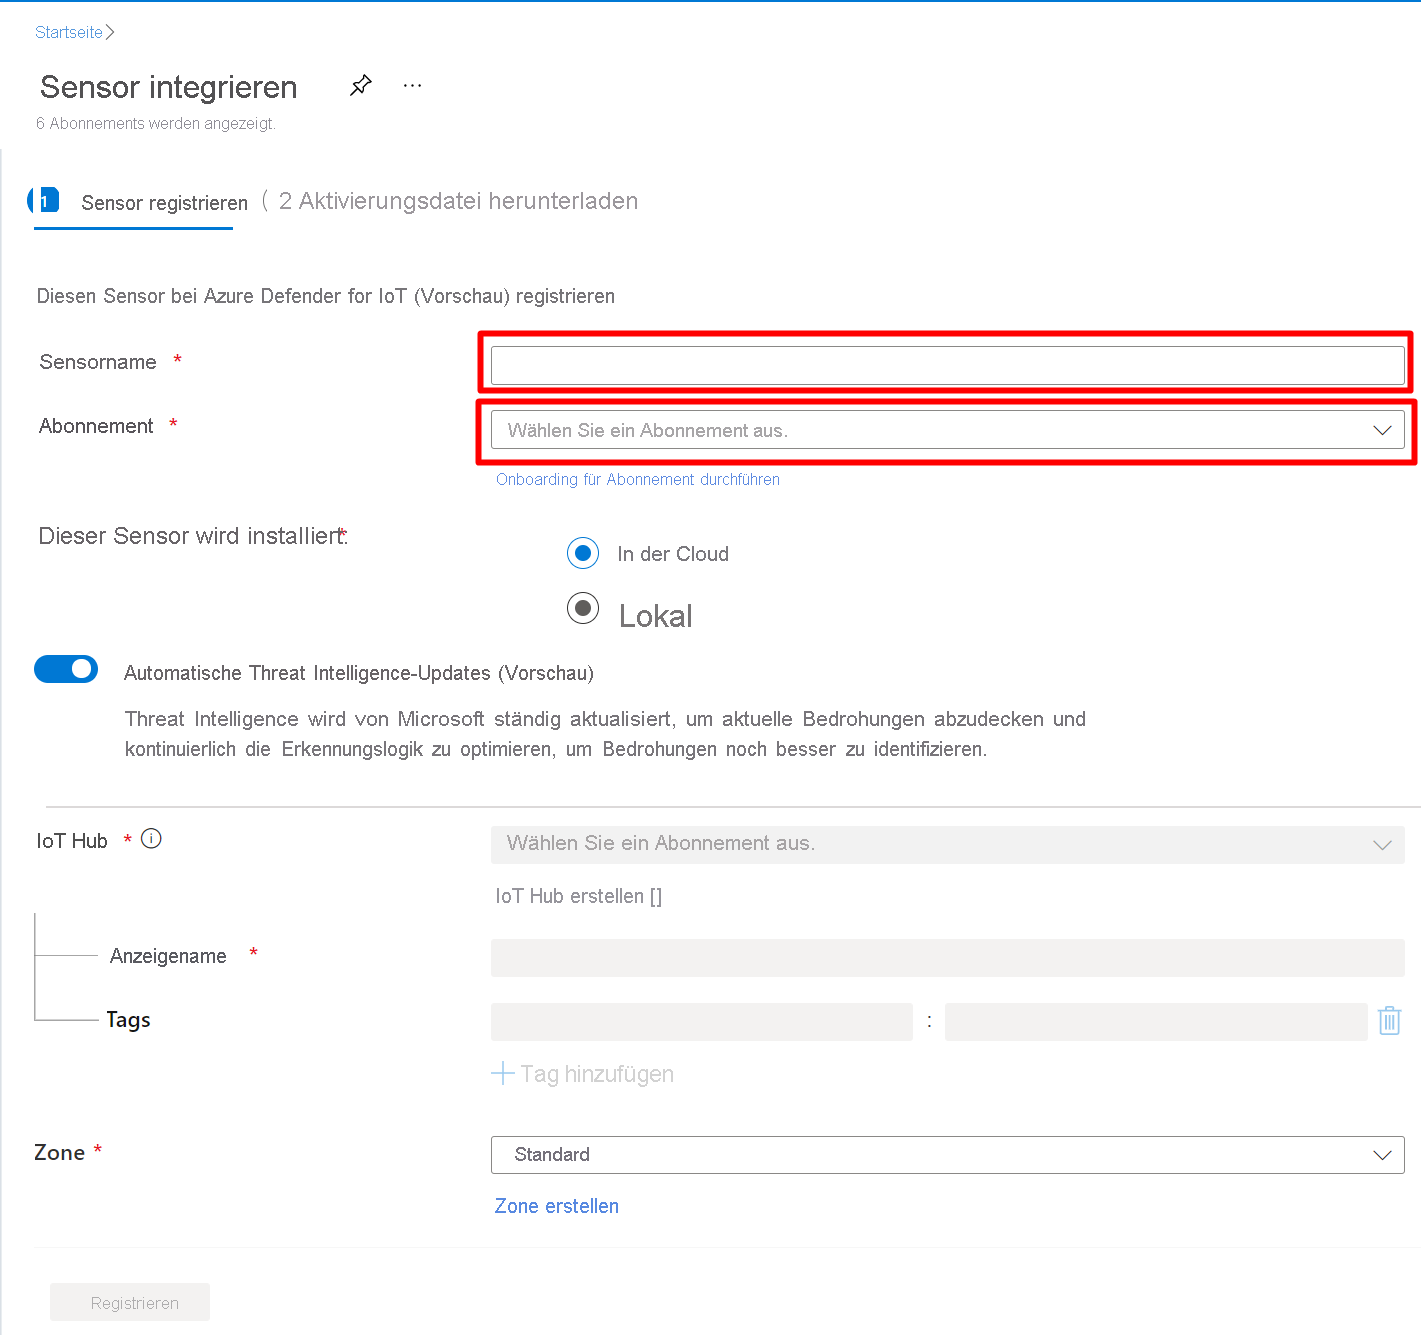 Startseite
Sensor integrieren
6 Abonnements werden angezeigt.
1 Sensor registrieren ( 2 Aktivierungsdatei herunterladen
Diesen Sensor bei Azure Defender for IoT (Vorschau) registrieren
Sensorname *
Abonnement * Wählen Sie ein Abonnement aus.
Onboarding für Abonnement durchführen
Dieser Sensor wird installiert: *
In der Cloud
Lokal
Automatische Threat Intelligence-Updates (Vorschau)
Threat Intelligence wird von Microsoft ständig aktualisiert, um aktuelle Bedrohungen abzudecken und
kontinuierlich die Erkennungslogik zu optimieren, um Bedrohungen noch besser zu identifizieren.
IoT Hub * Wählen Sie ein Abonnement aus.
IoT Hub erstellen []
Anzeigename *
Tags :
Tag hinzufügen
Zone * Standard
Zone erstellen
Registrieren